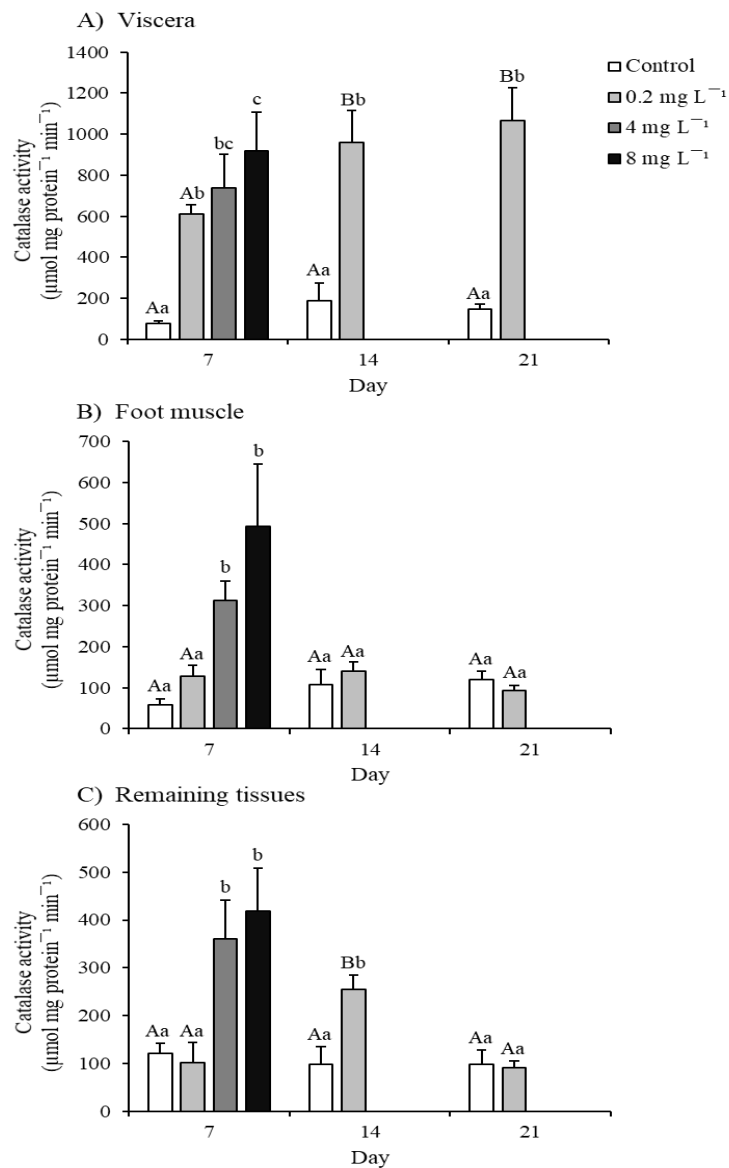 A) Viscera
1400
1200
1000
800
600
400
200
0
Catalase activity
(µmol mg protein⁻¹ min⁻¹)
Aa
Ab
bc
c
Aa
Bb
Aa
Bb
Control
0.2 mg L⁻¹
4 mg L⁻¹
8 mg L⁻¹
7 14 21
Day
B) Foot muscle
700
600
500
400
300
200
100
0
Catalase activity
(µmol mg protein⁻¹ min⁻¹)
Aa
Aa
b
b
Aa
Aa
Aa
Aa
7 14 21
Day
C) Remaining tissues
600
500
400
300
200
100
0
Catalase activity
(µmol mg protein⁻¹ min⁻¹)
Aa
Aa
b
b
Aa
Bb
Aa
Aa
7 14 21
Day